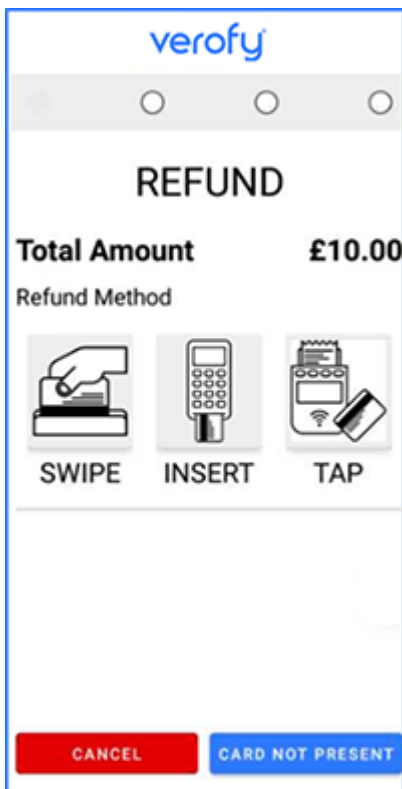 verofy
REFUND
Total Amount £10.00
Refund Method
SWIPE INSERT TAP
CANCEL CARD NOT PRESENT